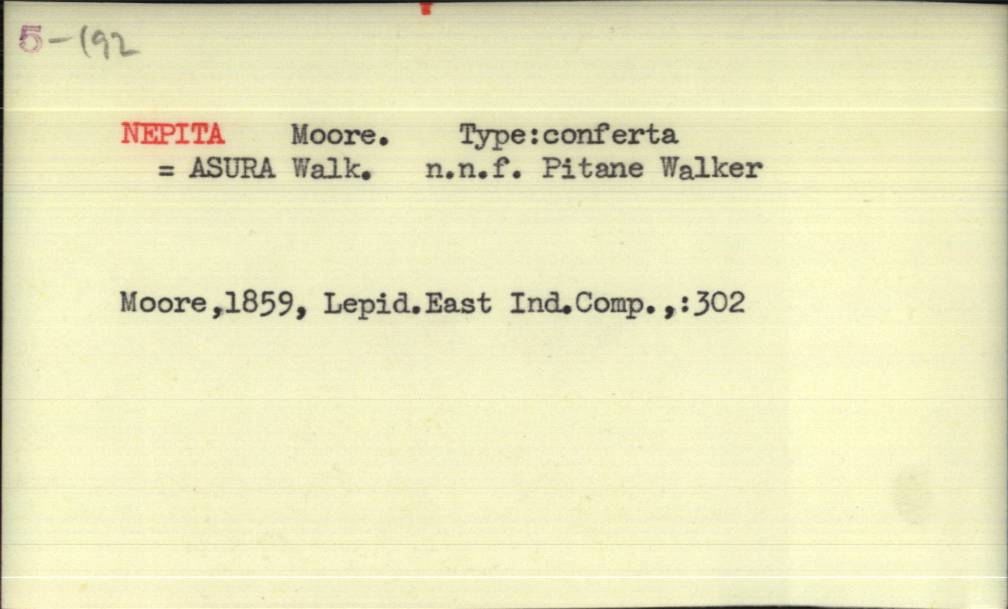 5-192
NEPITA Moore. Type:conferta
= ASURA Walk. n.n.f. Pitane Walker
Moore,1859, Lepid.East Ind.Comp.,:302